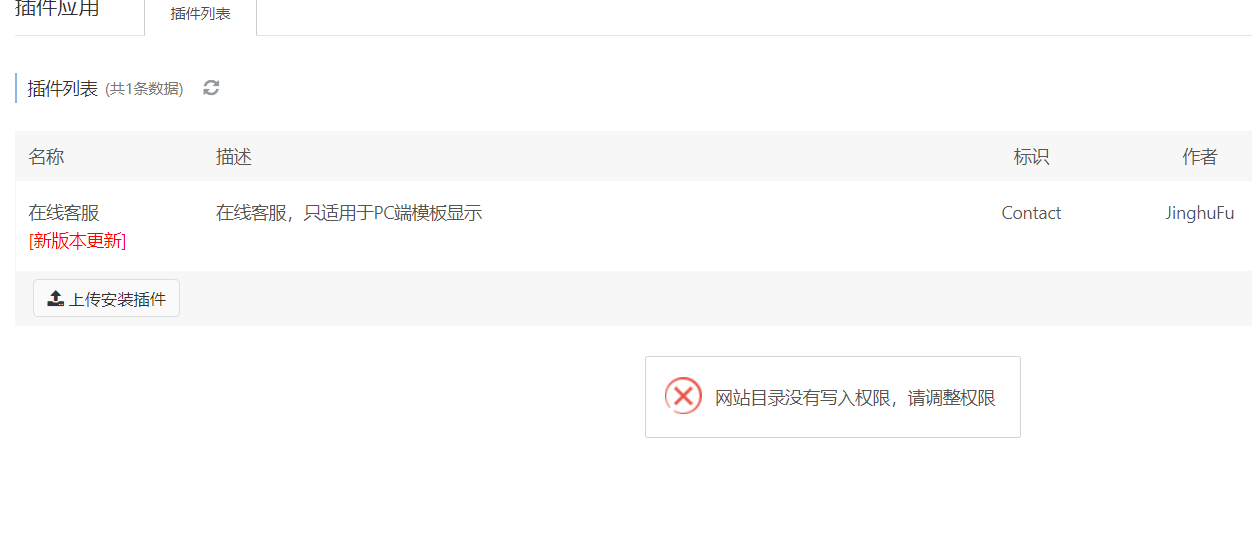 插件应用 插件列表
插件列表 (共1条数据)
名称 描述 标识 作者
在线客服 在线客服，只适用于PC端模板显示 Contact JinghuFu
[新版本更新]
上传安装插件
网站目录没有写入权限，请调整权限